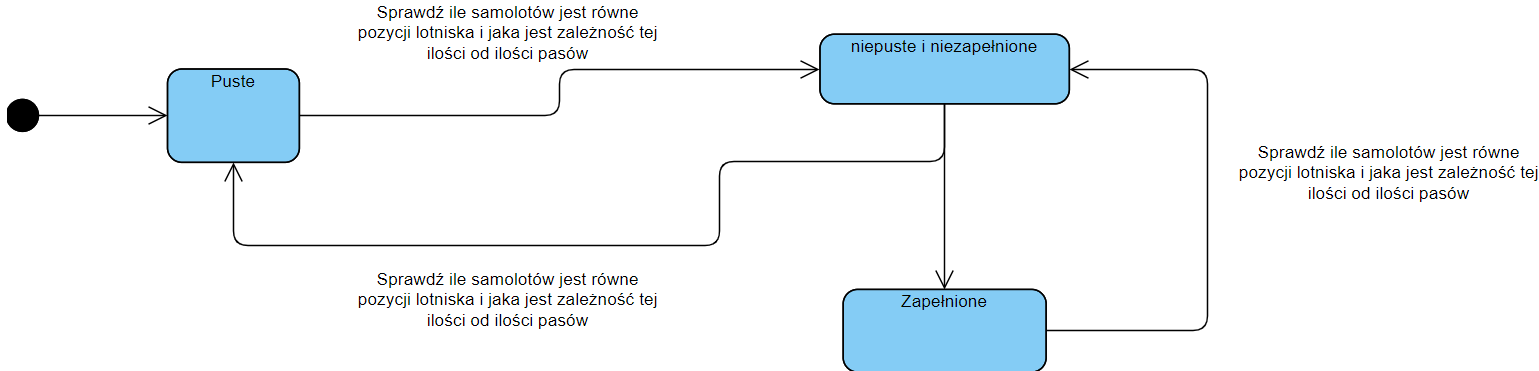 Sprawdź ile samolotów jest równe
pozycji lotniska i jaka jest zależność tej
ilości od ilości pasów
niepuste i niezapełnione
Puste
Sprawdź ile samolotów jest równe
pozycji lotniska i jaka jest zależność tej
ilości od ilości pasów
Sprawdź ile samolotów jest równe
pozycji lotniska i jaka jest zależność tej
ilości od ilości pasów
Zapełnione